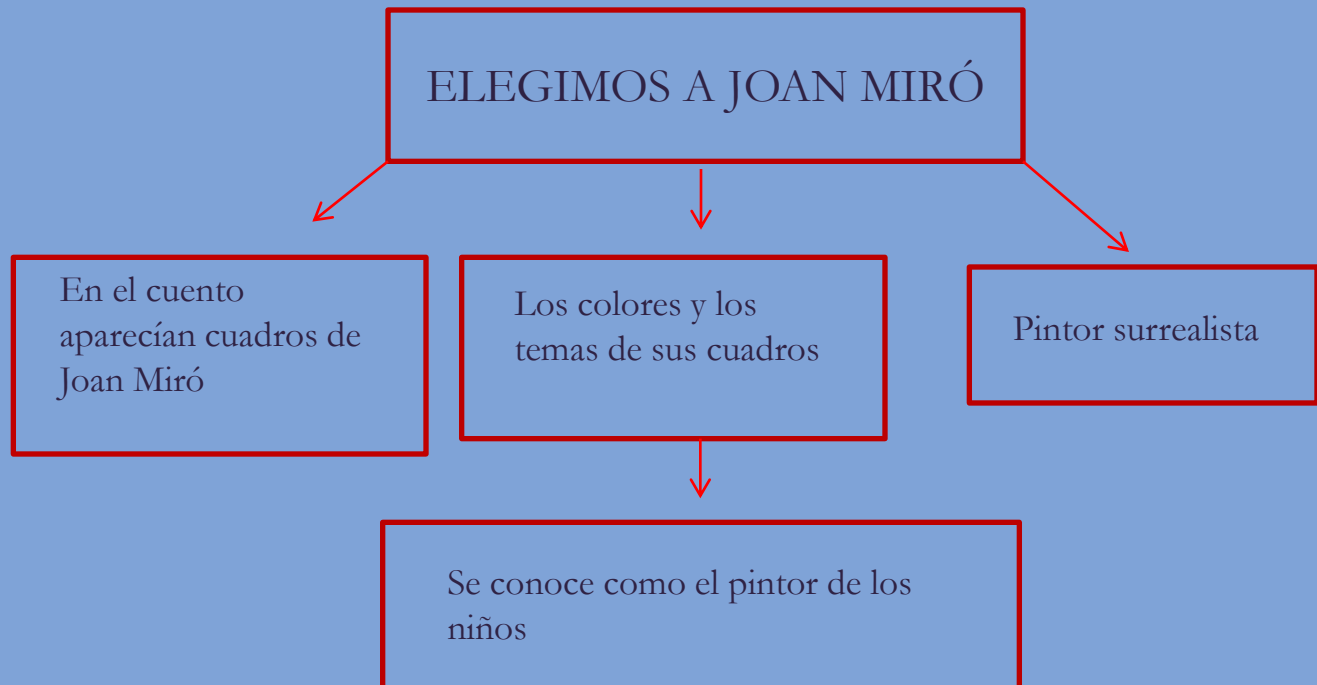 ELEGIMOS A JOAN MIRÓ
En el cuento
aparecían cuadros de
Joan Miró
Los colores y los
temas de sus cuadros
Pintor surrealista
Se conoce como el pintor de los
niños